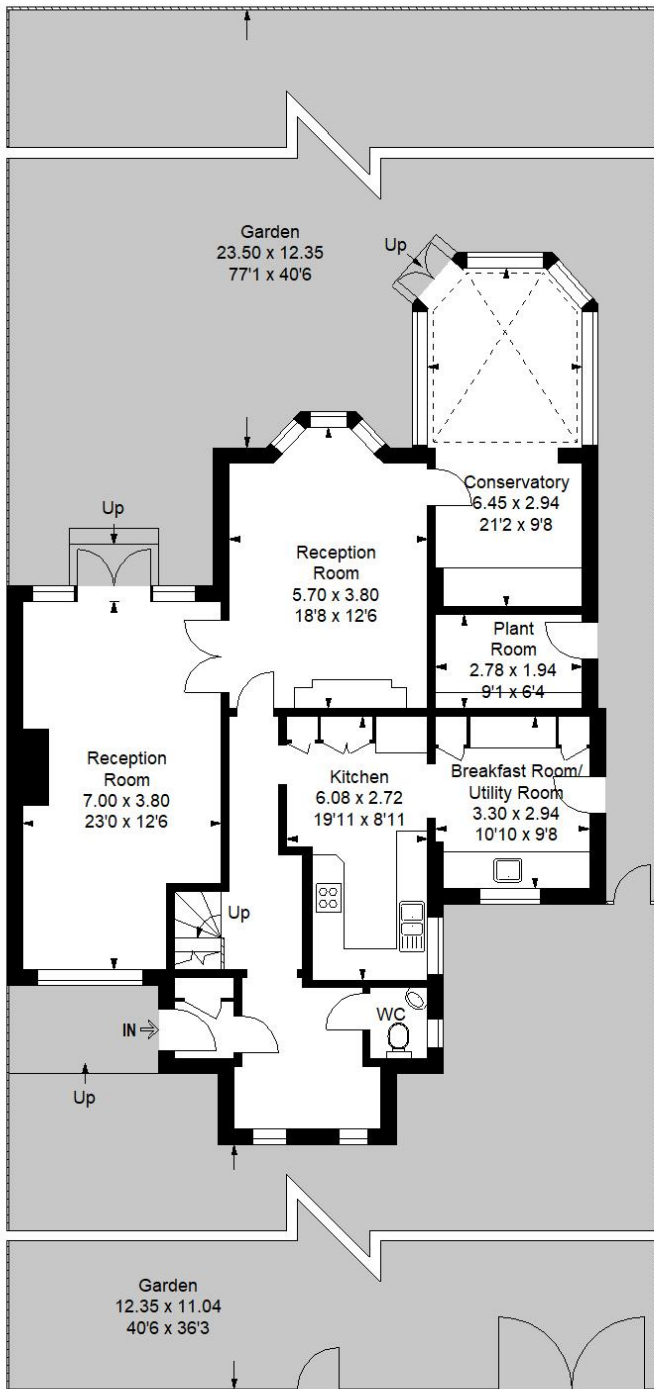 Garden
23.50 x 12.35
77'1 x 40'6
Up
Up
Conservatory
6.45 x 2.94
21'2 x 9'8
Reception
Room
5.70 x 3.80
18'8 x 12'6
Plant
Room
2.78 x 1.94
9'1 x 6'4
Reception
Room
7.00 x 3.80
23'0 x 12'6
Kitchen
6.08 x 2.72
19'11 x 8'11
Breakfast Room/
Utility Room
3.30 x 2.94
10'10 x 9'8
Up
IN
WC
Up
Garden
12.35 x 11.04
40'6 x 36'3